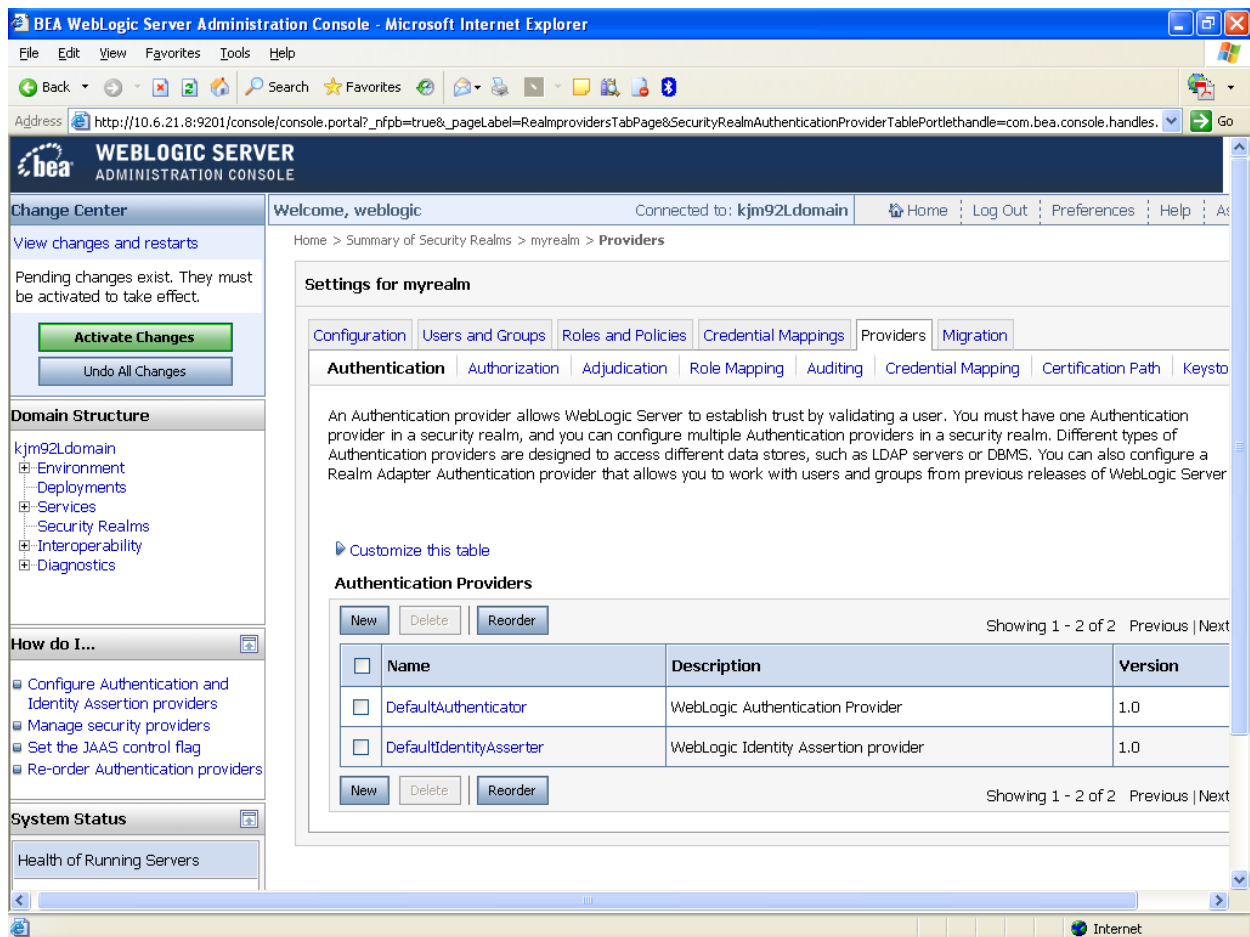 BEA WebLogic Server Administration Console - Microsoft Internet Explorer
File Edit View Favorites Tools Help
Back Search Favorites
Address http://10.6.21.8:9201/console/console.portal?_nfpb=true&_pageLabel=RealmprovidersTabPage&SecurityRealmAuthenticationProviderTablePortlethandle=com.bea.console.handles. Go
bea WEBLOGIC SERVER
ADMINISTRATION CONSOLE
Change Center
View changes and restarts
Pending changes exist. They must
be activated to take effect.
Activate Changes
Undo All Changes
Domain Structure
kjm92Ldomain
Environment
Deployments
Services
Security Realms
Interoperability
Diagnostics
How do I...
Configure Authentication and
Identity Assertion providers
Manage security providers
Set the JAAS control flag
Re-order Authentication providers
System Status
Health of Running Servers
Welcome, weblogic Connected to: kjm92Ldomain Home Log Out Preferences Help As
Home > Summary of Security Realms > myrealm > Providers
Settings for myrealm
Configuration Users and Groups Roles and Policies Credential Mappings Providers Migration
Authentication Authorization Adjudication Role Mapping Auditing Credential Mapping Certification Path Keysto
An Authentication provider allows WebLogic Server to establish trust by validating a user. You must have one Authentication
provider in a security realm, and you can configure multiple Authentication providers in a security realm. Different types of
Authentication providers are designed to access different data stores, such as LDAP servers or DBMS. You can also configure a
Realm Adapter Authentication provider that allows you to work with users and groups from previous releases of WebLogic Server
Customize this table
Authentication Providers
New Delete Reorder Showing 1 - 2 of 2 Previous | Next
Name Description Version
DefaultAuthenticator WebLogic Authentication Provider 1.0
DefaultIdentityAsserter WebLogic Identity Assertion provider 1.0
New Delete Reorder Showing 1 - 2 of 2 Previous | Next
Internet